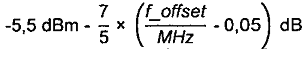 -5,5 dBm - 7/5 × (f_offset/MHz - 0,05) dB